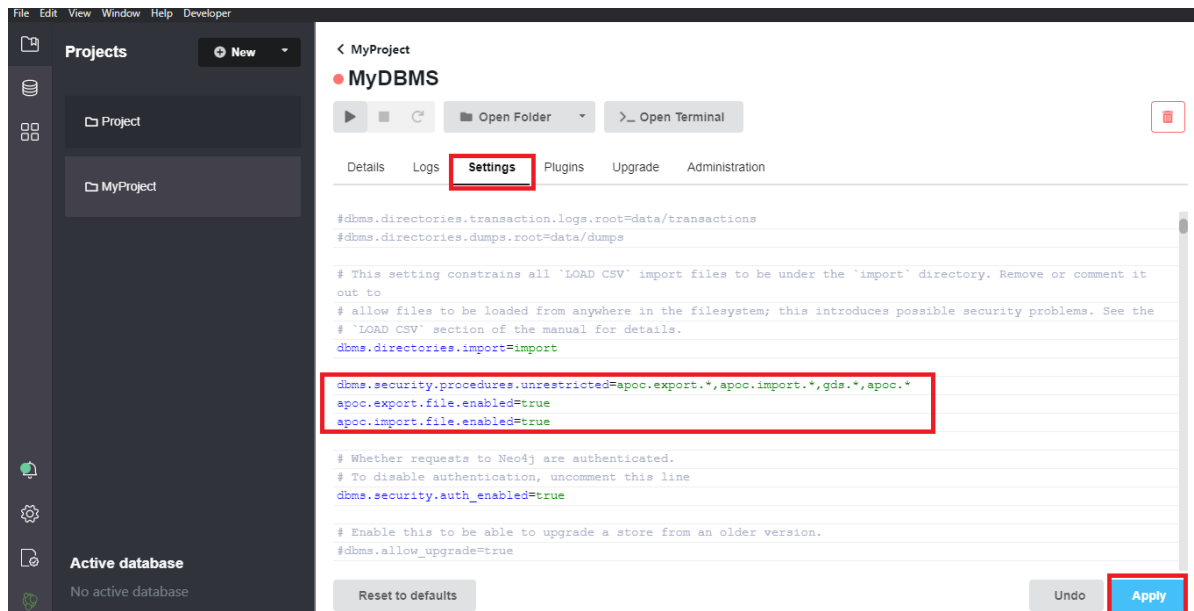 File Edit View Window Help Developer
Projects
New
Project
MyProject
Active database
No active database
MyProject
MyDBMS
Open Folder
>_ Open Terminal
Details Logs Settings Plugins Upgrade Administration
#dbms.directories.transaction.logs.root=data/transactions
#dbms.directories.dumps.root=data/dumps
# This setting constrains all `LOAD CSV` import files to be under the `import` directory. Remove or comment it
out to
# allow files to be loaded from anywhere in the filesystem; this introduces possible security problems. See the
# `LOAD CSV` section of the manual for details.
dbms.directories.import=import
dbms.security.procedures.unrestricted=apoc.export.*,apoc.import.*,gds.*,apoc.*
apoc.export.file.enabled=true
apoc.import.file.enabled=true
# Whether requests to Neo4j are authenticated.
# To disable authentication, uncomment this line
dbms.security.auth_enabled=true
# Enable this to be able to upgrade a store from an older version.
#dbms.allow_upgrade=true
Reset to defaults
Undo
Apply